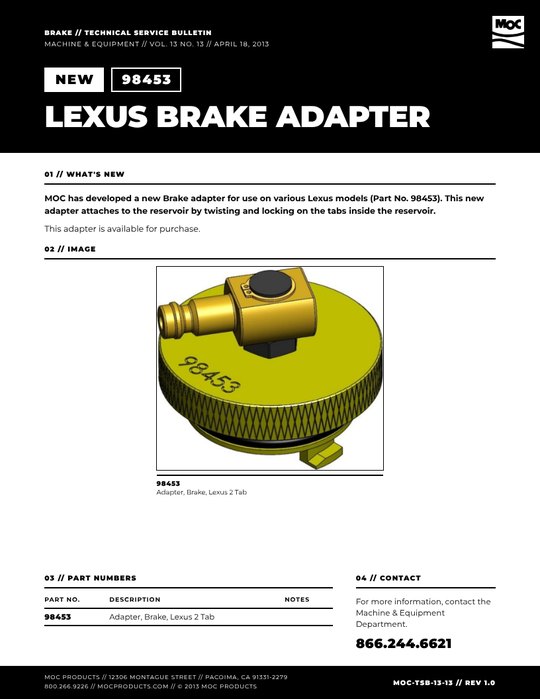 BRAKE // TECHNICAL SERVICE BULLETIN
MACHINE & EQUIPMENT // VOL. 13 NO. 13 // APRIL 18, 2013
MOC
NEW 98453
LEXUS BRAKE ADAPTER
01 // WHAT'S NEW
MOC has developed a new Brake adapter for use on various Lexus models (Part No. 98453). This new
adapter attaches to the reservoir by twisting and locking on the tabs inside the reservoir.
This adapter is available for purchase.
02 // IMAGE
98453
98453
Adapter, Brake, Lexus 2 Tab
03 // PART NUMBERS
PART NO. DESCRIPTION NOTES
98453 Adapter, Brake, Lexus 2 Tab
04 // CONTACT
For more information, contact the
Machine & Equipment
Department.
866.244.6621
MOC PRODUCTS // 12306 MONTAGUE STREET // PACOIMA, CA 91331-2279
800.266.9226 // MOCPRODUCTS.COM // © 2013 MOC PRODUCTS
MOC-TSB-13-13 // REV 1.0